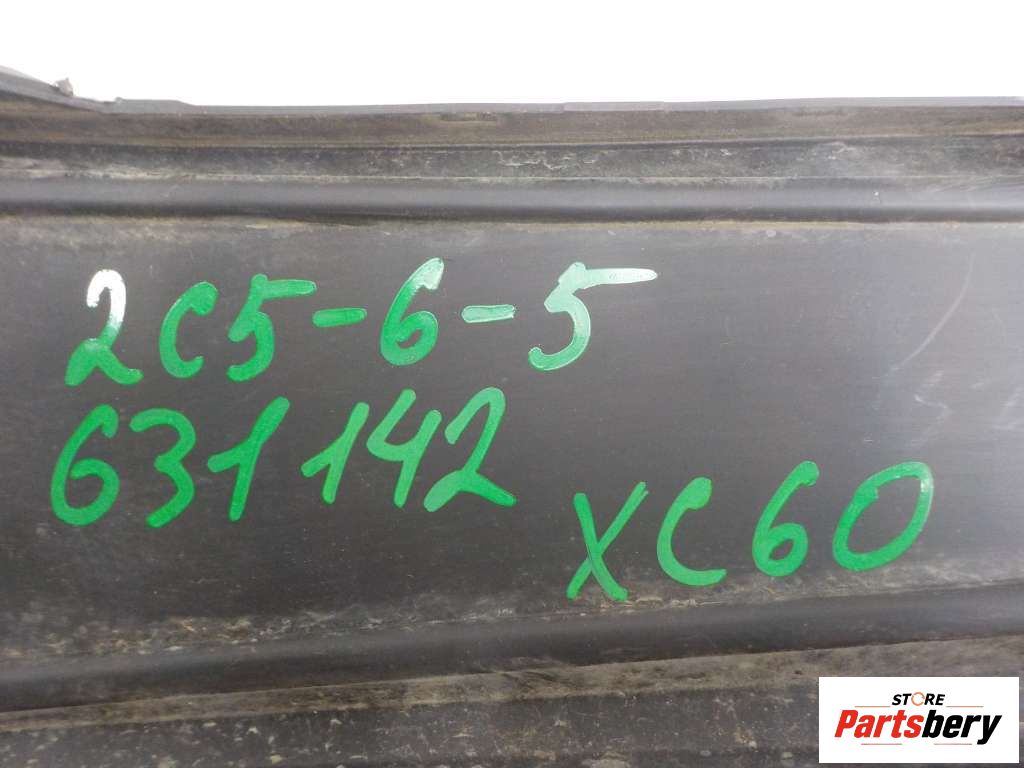 2C5-6-5
631142
XC60
STORE
Partsbery